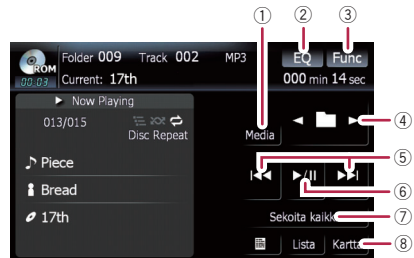 ① ② ③
ROM Folder 009 Track 002 MP3 EQ Func
00:03 Current: 17th 000 min 14 sec
Now Playing
013/015
Disc Repeat
Media ④
Piece ⑤
Bread ⑥
17th Sekoita kaikk ⑦
Lista Kartta ⑧